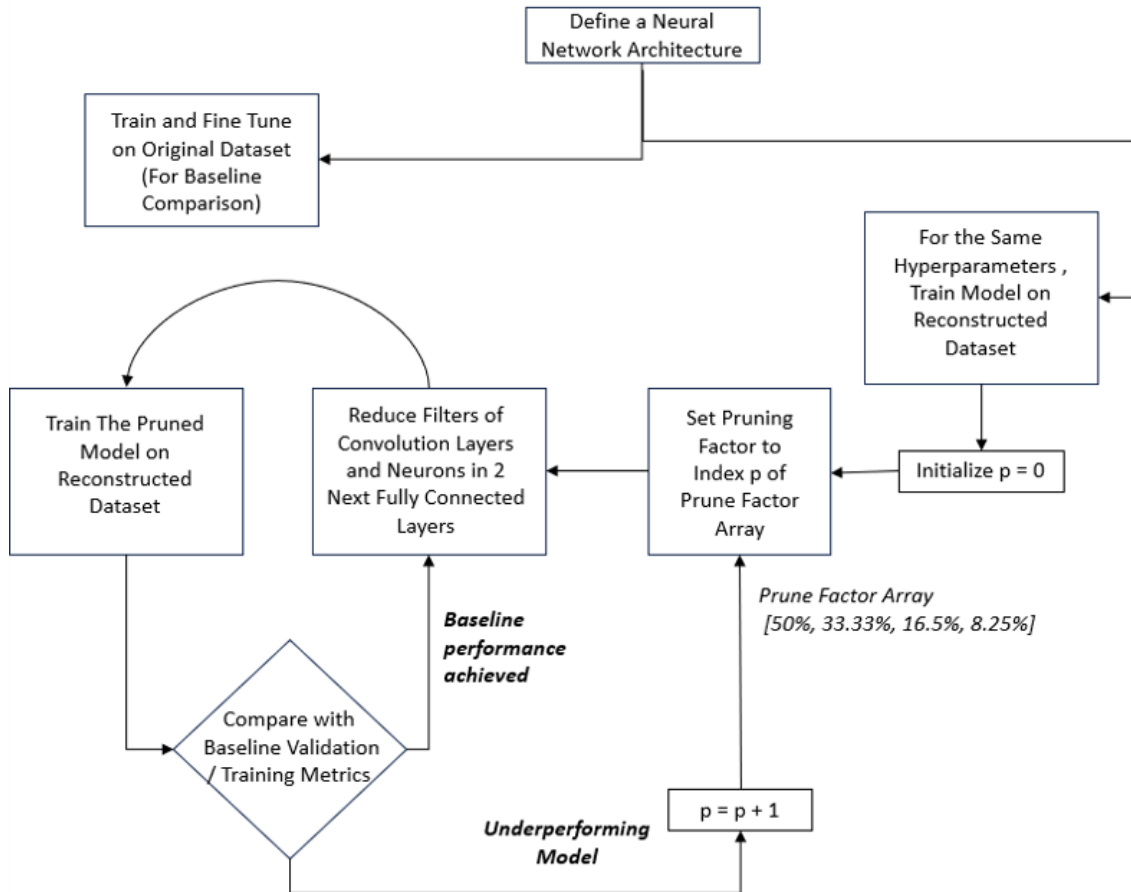 Define a Neural
Network Architecture
Train and Fine Tune
on Original Dataset
(For Baseline
Comparison)
For the Same
Hyperparameters ,
Train Model on
Reconstructed
Dataset
Train The Pruned
Model on
Reconstructed
Dataset
Reduce Filters of
Convolution Layers
and Neurons in 2
Next Fully Connected
Layers
Set Pruning
Factor to
Index p of
Prune Factor
Array
Initialize p = 0
Prune Factor Array
[50%, 33.33%, 16.5%, 8.25%]
Baseline
performance
achieved
Compare with
Baseline Validation
/ Training Metrics
p = p + 1
Underperforming
Model